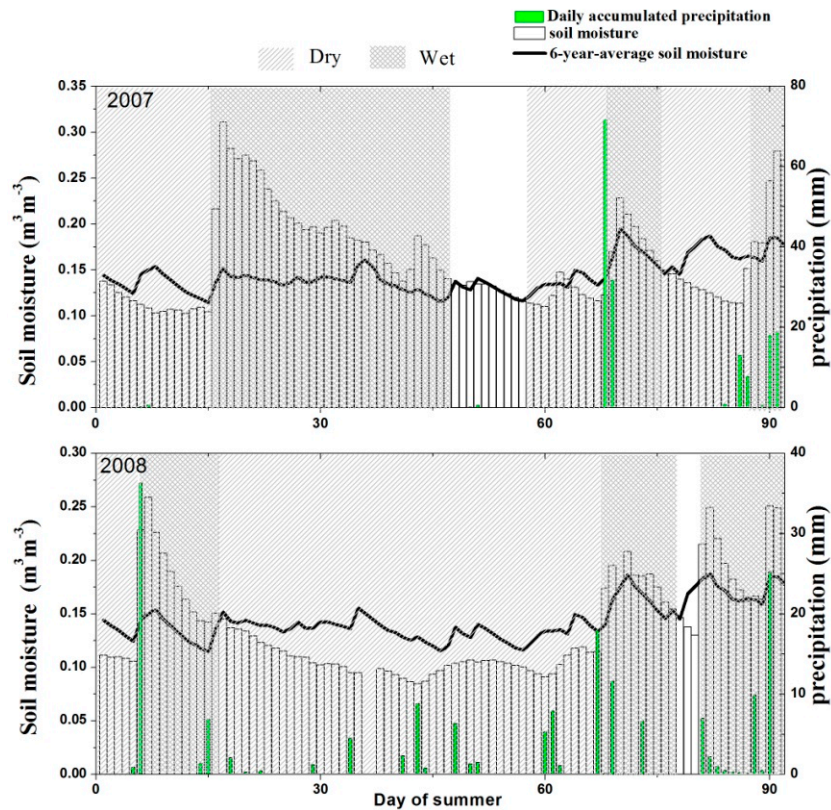 Daily accumulated precipitation
soil moisture
6-year-average soil moisture
Dry
Wet
2007
0.35
0.30
0.25
0.20
0.15
0.10
0.05
0.00
Soil moisture (m³ m⁻³)
80
60
40
20
0
precipitation (mm)
0 30 60 90
2008
0.30
0.25
0.20
0.15
0.10
0.05
0.00
Soil moisture (m³ m⁻³)
40
30
20
10
0
precipitation (mm)
0 30 60 90
Day of summer